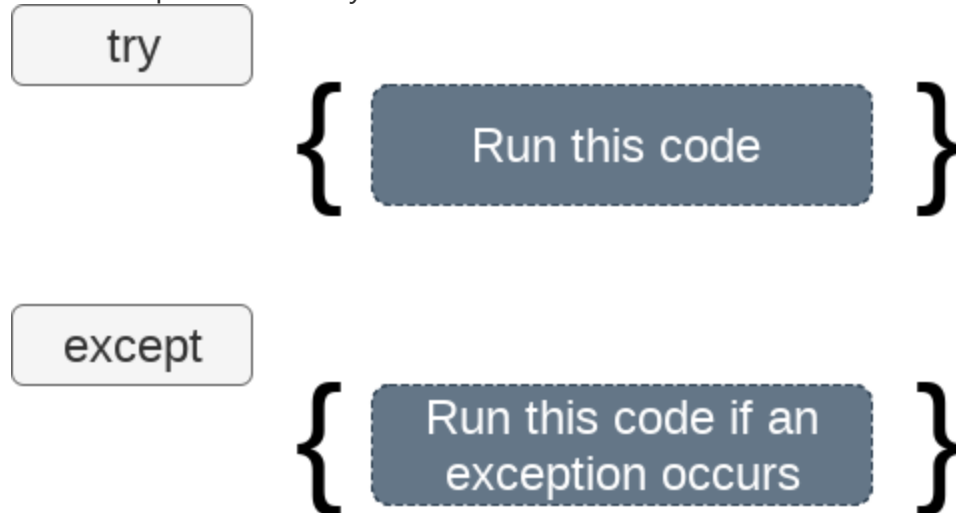 try
{ Run this code }
except
{ Run this code if an
exception occurs }